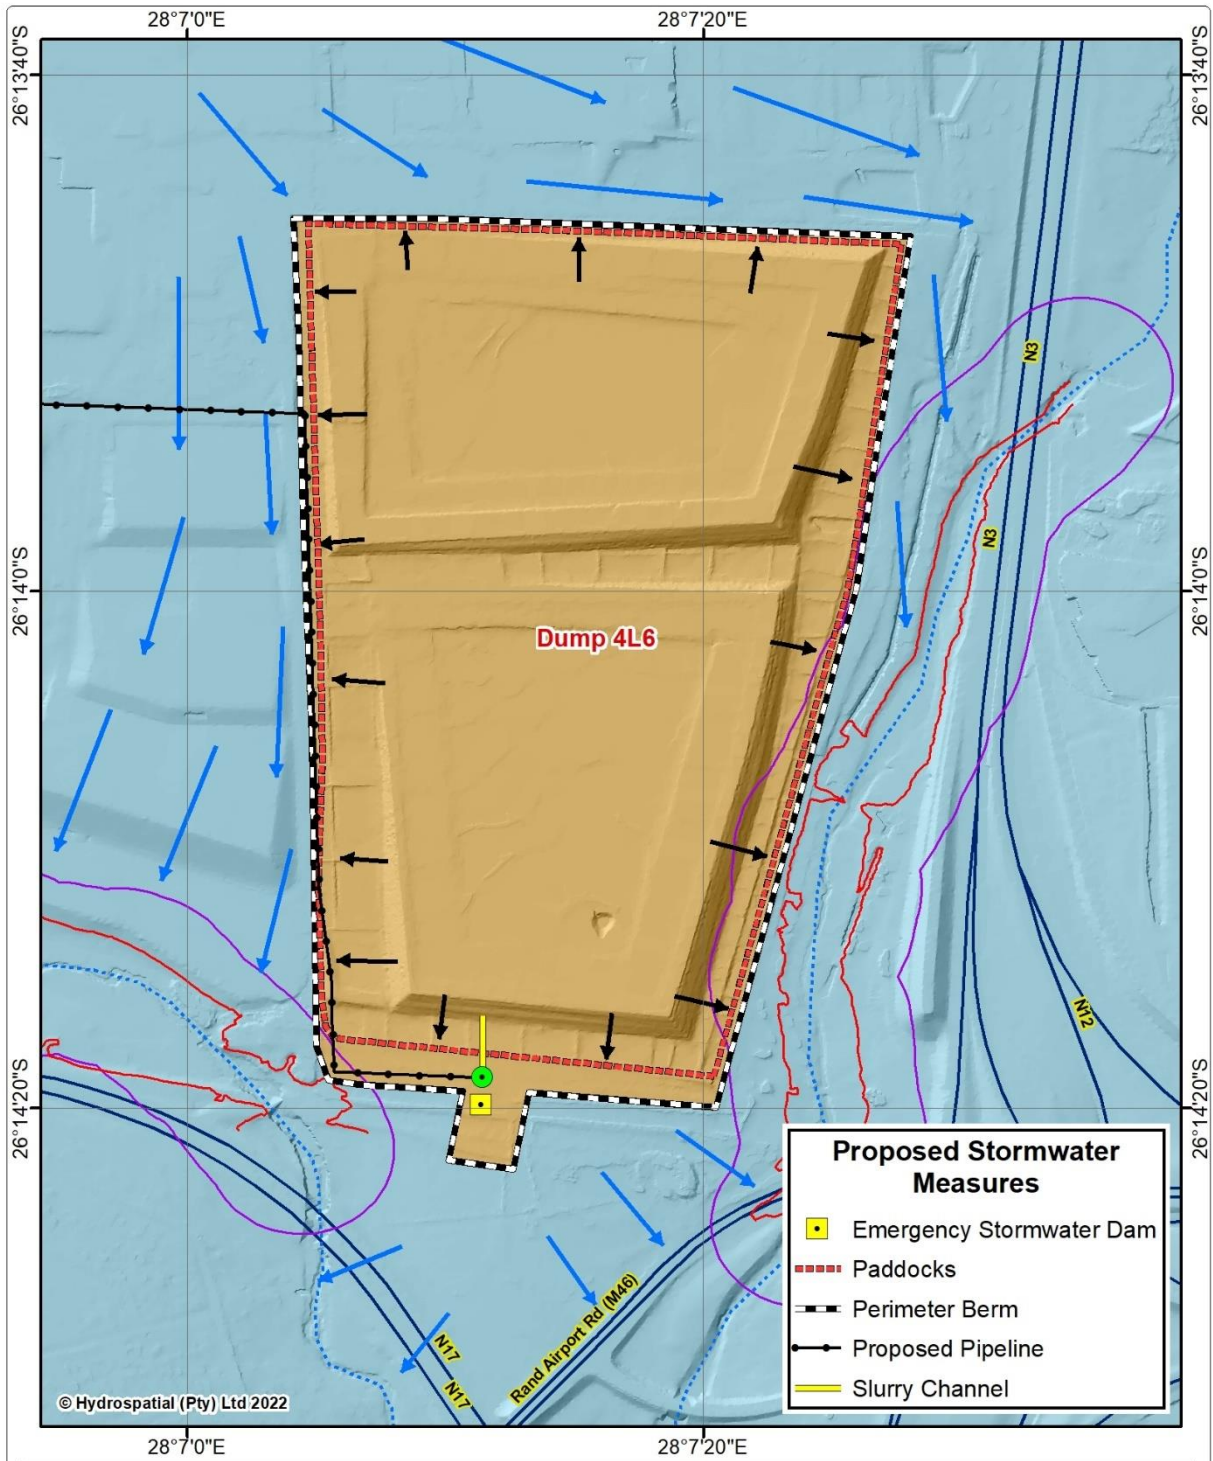 28°7'0"E
28°7'20"E
26°13'40"S
26°13'40"S
N3
N3
26°14'0"S
26°14'0"S
Dump 4L6
N12
26°14'20"S
26°14'20"S
Proposed Stormwater
Measures
Emergency Stormwater Dam
Paddocks
Perimeter Berm
Proposed Pipeline
Slurry Channel
Rand Airport Rd (M46)
N17
N17
© Hydrospatial (Pty) Ltd 2022
28°7'0"E
28°7'20"E